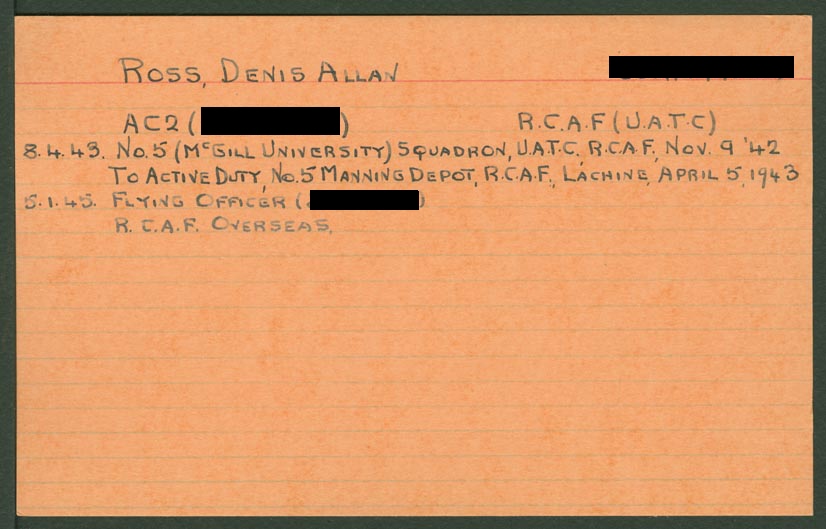 ROSS, DENIS ALLAN
AC2 ( ) R.C.A.F (U.A.T.C)
8.4.43. No. 5 (McGILL UNIVERSITY) SQUADRON, U.A.T.C., R.C.A.F., NOV. 9 '42
TO ACTIVE DUTY, No. 5 MANNING DEPOT, R.C.A.F., LACHINE, APRIL 5, 1943
5.1.45. FLYING OFFICER ( )
R.C.A.F. OVERSEAS.